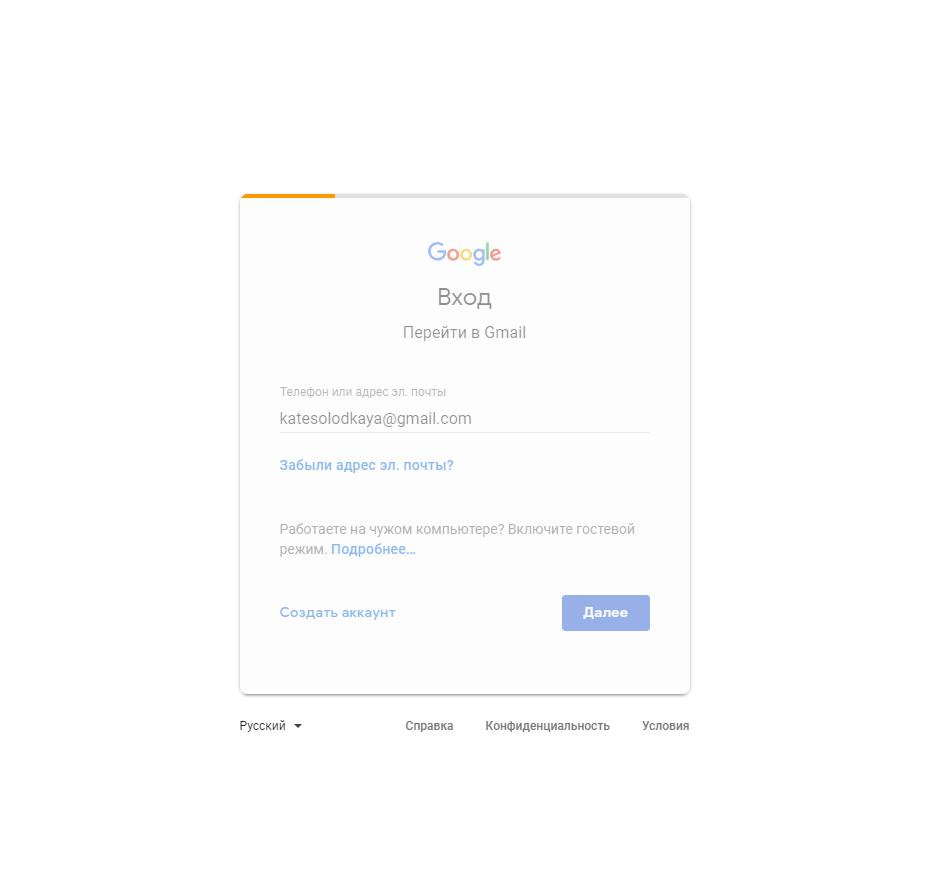 Google
Вход
Перейти в Gmail
Телефон или адрес эл. почты
katesolodkaya@gmail.com
Забыли адрес эл. почты?
Работаете на чужом компьютере? Включите гостевой
режим. Подробнее…
Создать аккаунт Далее
Русский Справка Конфиденциальность Условия